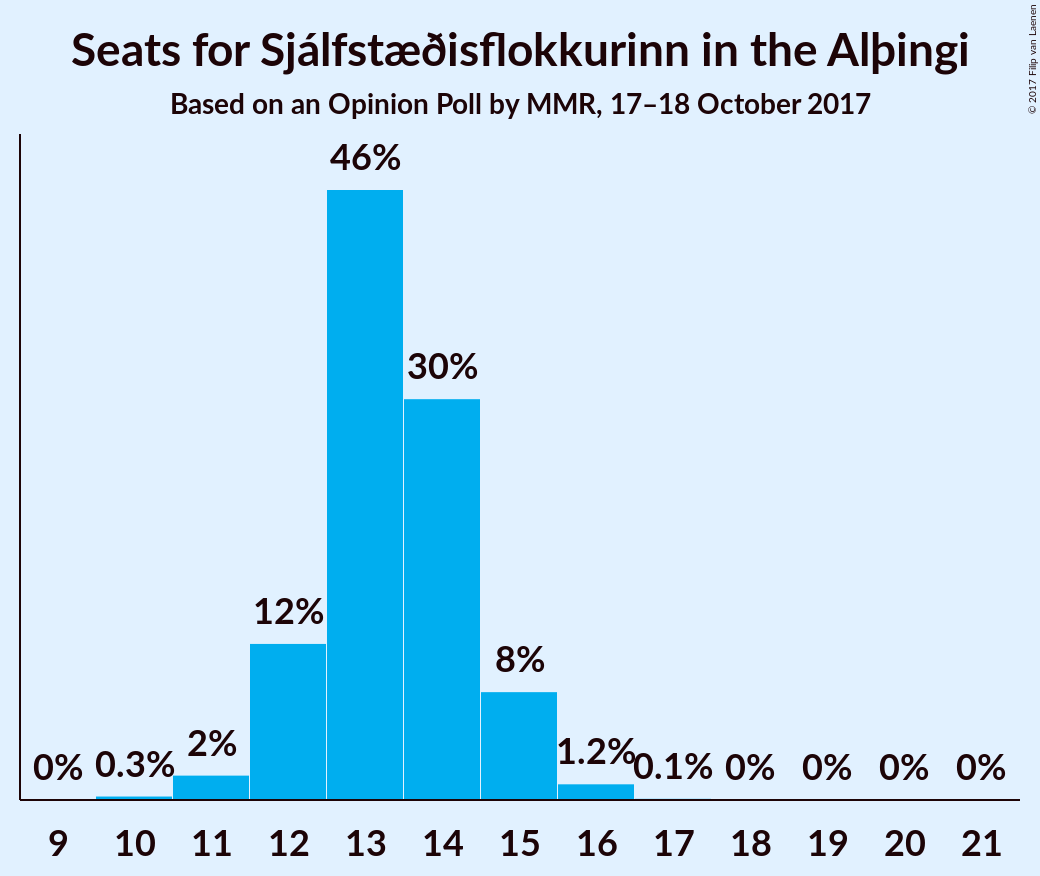 Seats for Sjálfstæðisflokkurinn in the Alþingi
Based on an Opinion Poll by MMR, 17–18 October 2017
© 2017 Filip van Laenen
46%
30%
12%
8%
2%
1.2%
0% 0.3% 0.1% 0% 0% 0% 0%
9 10 11 12 13 14 15 16 17 18 19 20 21